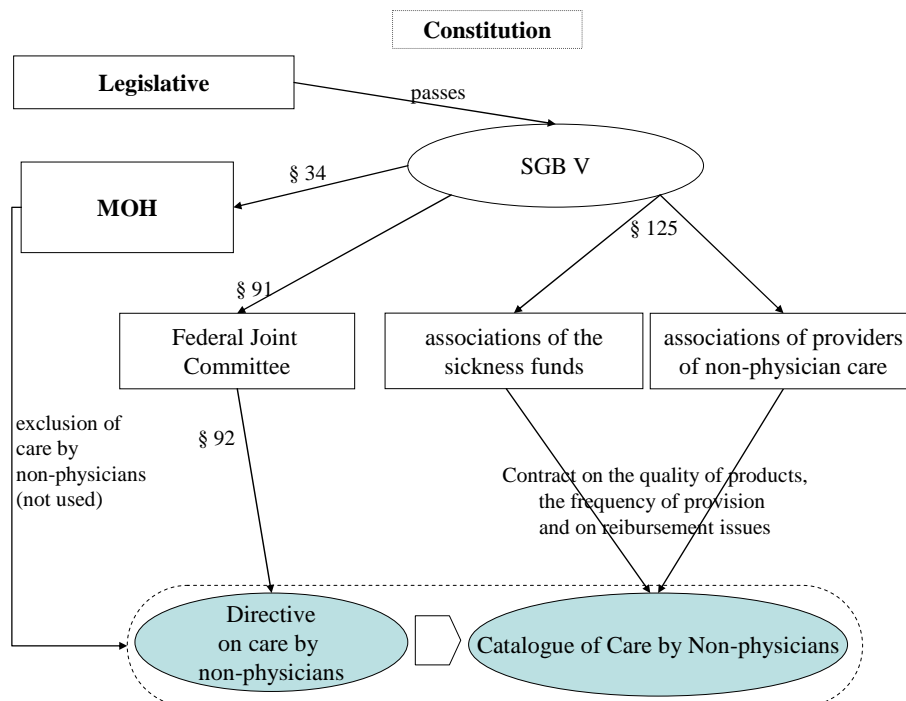 Constitution
Legislative
passes
SGB V
§ 34
MOH
§ 125
§ 91
Federal Joint
Committee
associations of the
sickness funds
associations of providers
of non-physician care
exclusion of
care by
non-physicians
(not used)
§ 92
Contract on the quality of products,
the frequency of provision
and on reibursement issues
Directive
on care by
non-physicians
Catalogue of Care by Non-physicians